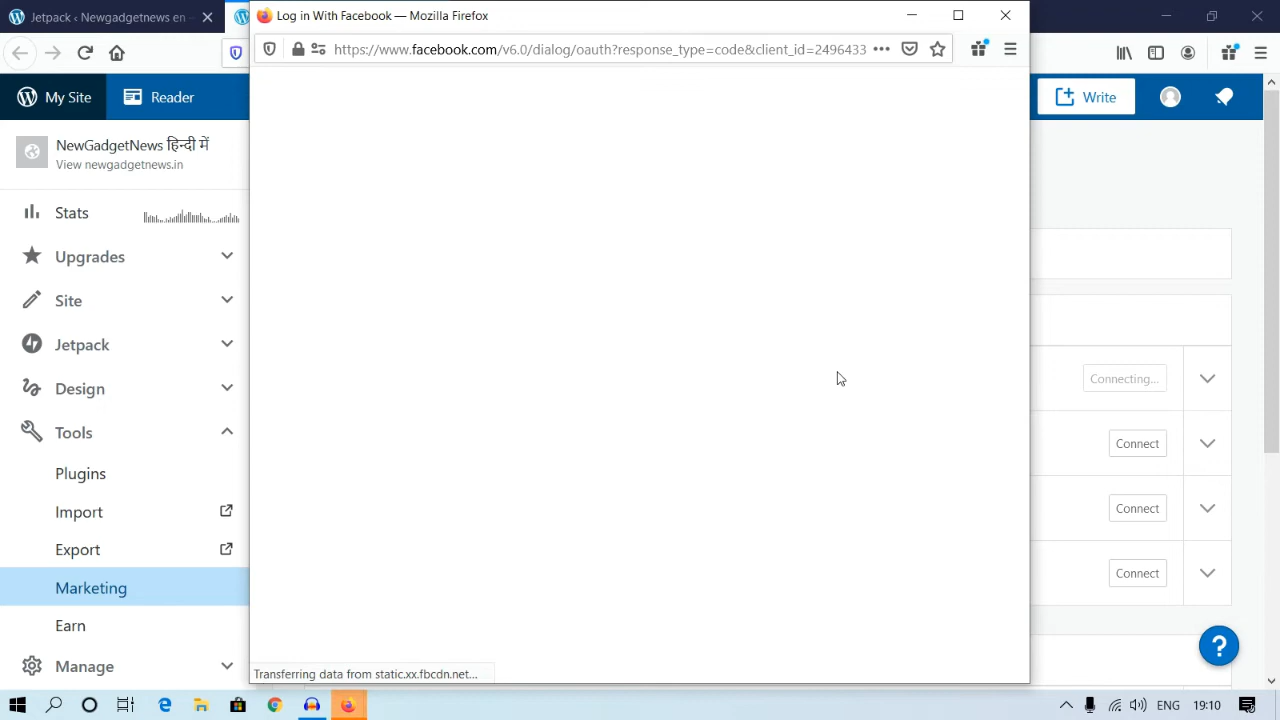 Jetpack ‹ Newgadgetnews en
Log in With Facebook — Mozilla Firefox
https://www.facebook.com/v6.0/dialog/oauth?response_type=code&client_id=2496433
My Site
Reader
Write
NewGadgetNews हिन्दी में
View newgadgetnews.in
Stats
Upgrades
Site
Jetpack
Connecting...
Design
Tools
Connect
Plugins
Import
Connect
Export
Marketing
Connect
Earn
Manage
Transferring data from static.xx.fbcdn.net...
ENG
19:10